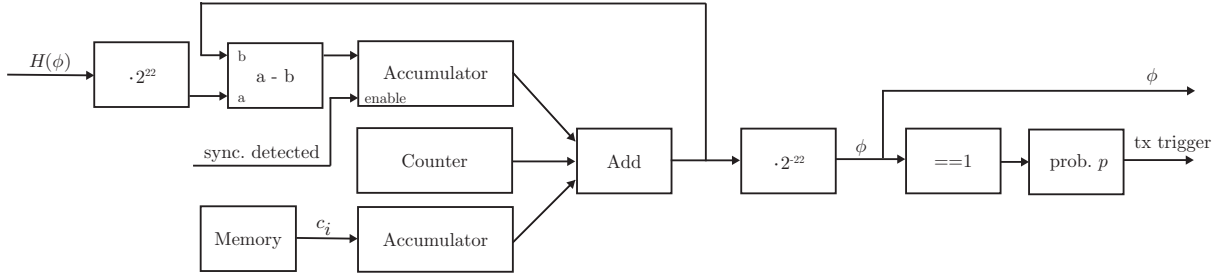 H(ϕ)
·2²²
b
a - b
a
Accumulator
enable
ϕ
sync. detected
Counter
Add
·2⁻²²
ϕ
==1
prob. p
tx trigger
Memory
cᵢ
Accumulator